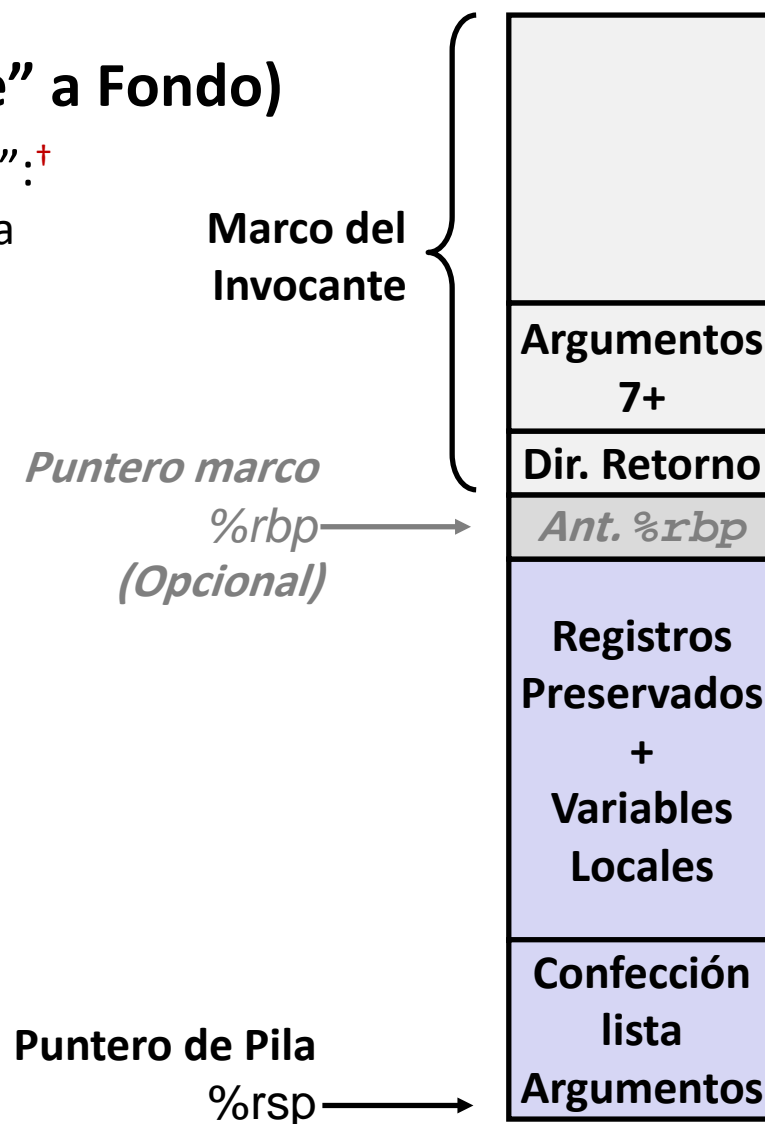 e” a Fondo)
”:†
a
Marco del
Invocante
Argumentos
7+
Dir. Retorno
Puntero marco
%rbp
(Opcional)
Ant. %rbp
Registros
Preservados
+
Variables
Locales
Confección
lista
Argumentos
Puntero de Pila
%rsp